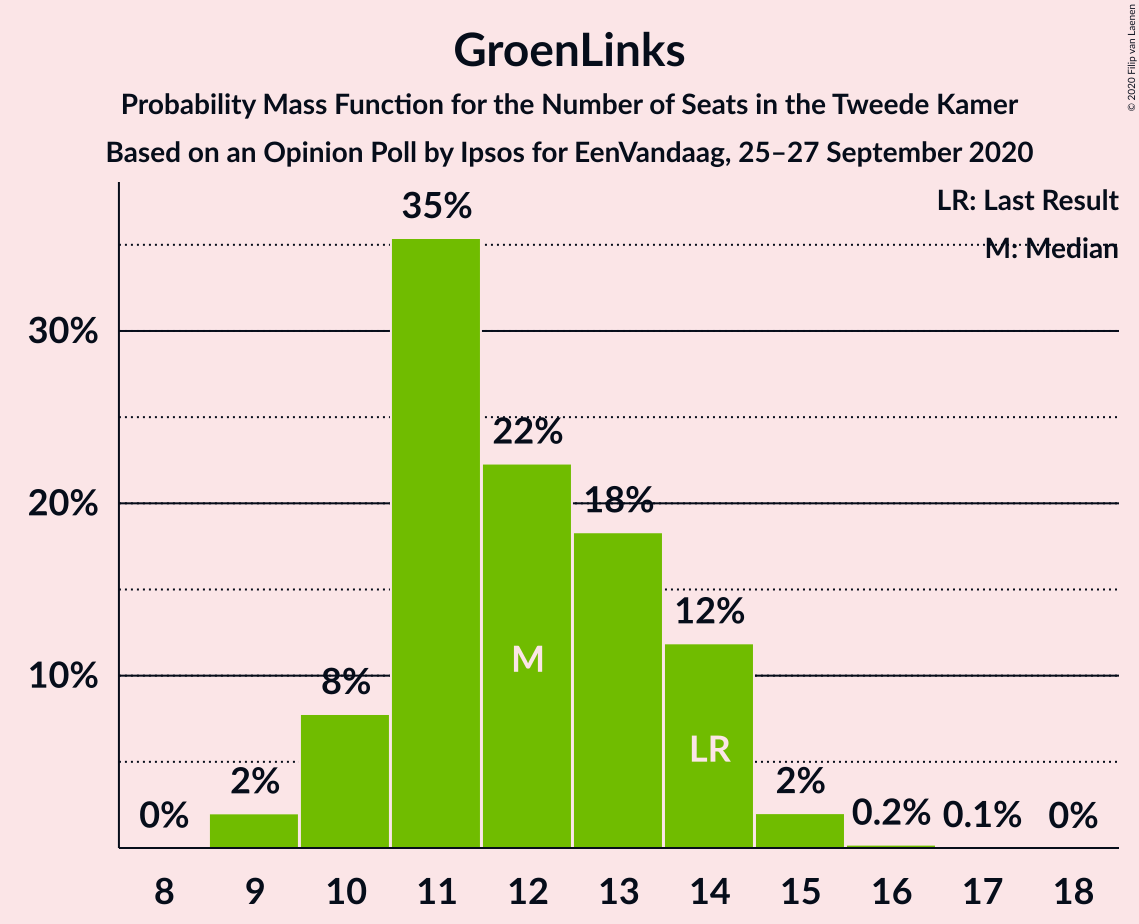 GroenLinks
Probability Mass Function for the Number of Seats in the Tweede Kamer
Based on an Opinion Poll by Ipsos for EenVandaag, 25–27 September 2020
© 2020 Filip van Laenen
LR: Last Result
M: Median
35%
30%
22%
20%
18%
12%
M
10%
8%
LR
2%
2%
0%
0.2%
0.1%
0%
8 9 10 11 12 13 14 15 16 17 18